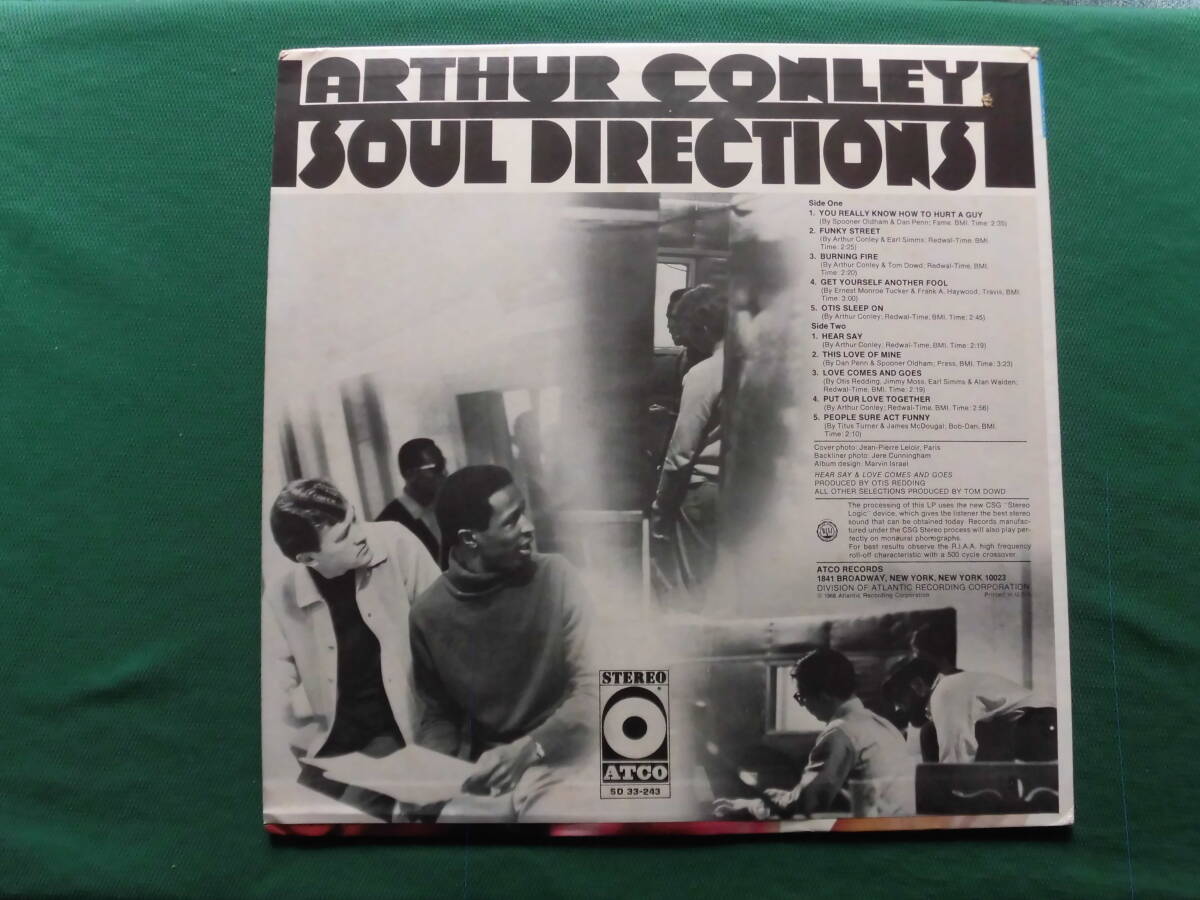 ARTHUR CONLEY
SOUL DIRECTIONS
Side One
1. YOU REALLY KNOW HOW TO HURT A GUY
(By Spooner Oldham & Dan Penn; Fame, BMI. Time: 2:35)
2. FUNKY STREET
(By Arthur Conley & Earl Simms; Redwal-Time, BMI.
Time: 2:25)
3. BURNING FIRE
(By Arthur Conley & Tom Dowd; Redwal-Time, BMI.
Time: 2:20)
4. GET YOURSELF ANOTHER FOOL
(By Ernest Monroe Tucker & Frank A. Haywood; Travis, BMI.
Time: 3:00)
5. OTIS SLEEP ON
(By Arthur Conley; Redwal-Time, BMI. Time: 2:45)
Side Two
1. HEAR SAY
(By Arthur Conley; Redwal-Time, BMI. Time: 2:19)
2. THIS LOVE OF MINE
(By Dan Penn & Spooner Oldham; Press, BMI. Time: 3:23)
3. LOVE COMES AND GOES
(By Otis Redding, Jimmy Moss, Earl Simms & Alan Walden;
Redwal-Time, BMI. Time: 2:19)
4. PUT OUR LOVE TOGETHER
(By Arthur Conley; Redwal-Time, BMI. Time: 2:56)
5. PEOPLE SURE ACT FUNNY
(By Titus Turner & James McDougal; Bob-Dan, BMI.
Time: 2:10)
Cover photo: Jean-Pierre Leloir, Paris
Backliner photo: Jere Cunningham
Album design: Marvin Israel
HEAR SAY & LOVE COMES AND GOES
PRODUCED BY OTIS REDDING
ALL OTHER SELECTIONS PRODUCED BY TOM DOWD
The processing of this LP uses the new CSG "Stereo
Logic" device, which gives the listener the best stereo
sound that can be obtained today. Records manufac-
tured under the CSG Stereo process will also play per-
fectly on monaural phonographs.
For best results observe the R.I.A.A. high frequency
roll-off characteristic with a 500 cycle crossover.
ATCO RECORDS
1841 BROADWAY, NEW YORK, NEW YORK 10023
DIVISION OF ATLANTIC RECORDING CORPORATION
© 1968 Atlantic Recording Corporation Printed in U.S.A.
STEREO
ATCO
SD 33-243